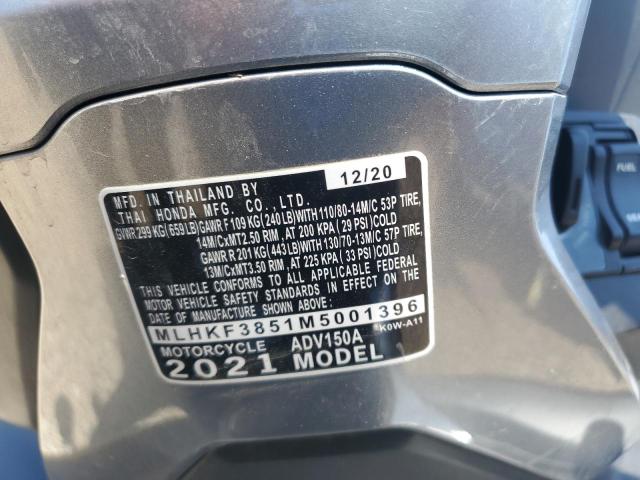 MFD. IN THAILAND BY 12/20
THAI HONDA MFG. CO., LTD.
GVWR 299 KG (659 LB) GAWR F 109 KG (240 LB) WITH 110/80-14M/C 53P TIRE,
14M/CxMT2.50 RIM, AT 200 KPA (29 PSI) COLD
GAWR R 201 KG (443 LB) WITH 130/70-13M/C 57P TIRE,
13M/CxMT3.50 RIM, AT 225 KPA (33 PSI) COLD
THIS VEHICLE CONFORMS TO ALL APPLICABLE FEDERAL
MOTOR VEHICLE SAFETY STANDARDS IN EFFECT ON THE
DATE OF MANUFACTURE SHOWN ABOVE.
MLHKF3851M5001396
MOTORCYCLE ADV150A K0W-A11
2021 MODEL
FUEL